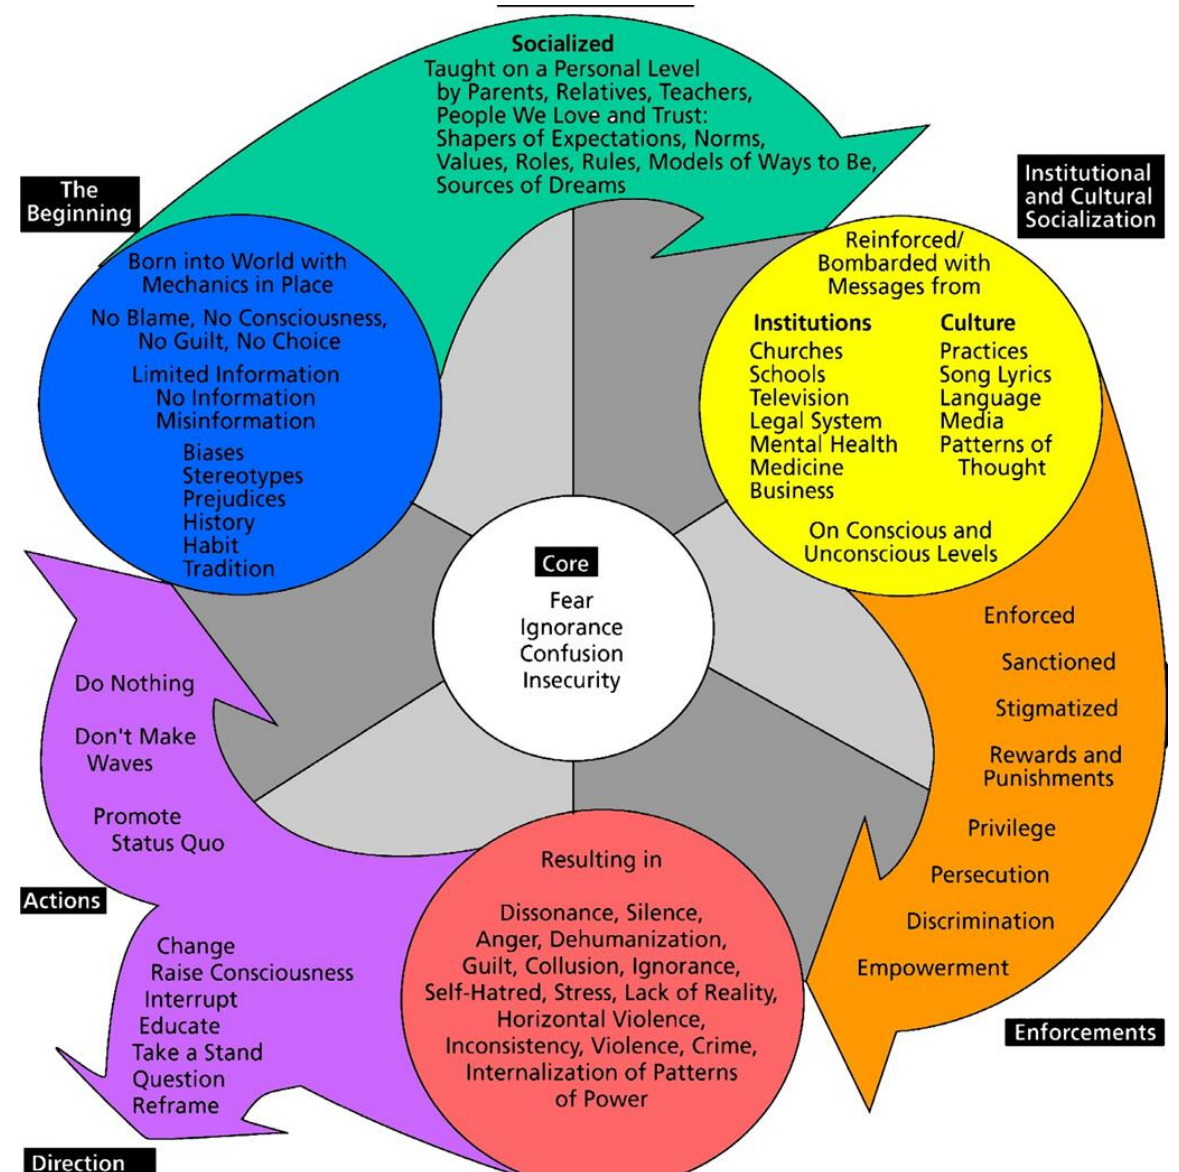 Socialized
Taught on a Personal Level
by Parents, Relatives, Teachers,
People We Love and Trust:
Shapers of Expectations, Norms,
Values, Roles, Rules, Models of Ways to Be,
Sources of Dreams
The
Beginning
Born into World with
Mechanics in Place
No Blame, No Consciousness,
No Guilt, No Choice
Limited Information
No Information
Misinformation
Biases
Stereotypes
Prejudices
History
Habit
Tradition
Institutional
and Cultural
Socialization
Reinforced/
Bombarded with
Messages from
Institutions
Churches
Schools
Television
Legal System
Mental Health
Medicine
Business
Culture
Practices
Song Lyrics
Language
Media
Patterns of
Thought
On Conscious and
Unconscious Levels
Core
Fear
Ignorance
Confusion
Insecurity
Enforced
Sanctioned
Stigmatized
Rewards and
Punishments
Privilege
Persecution
Discrimination
Empowerment
Enforcements
Resulting in
Dissonance, Silence,
Anger, Dehumanization,
Guilt, Collusion, Ignorance,
Self-Hatred, Stress, Lack of Reality,
Horizontal Violence,
Inconsistency, Violence, Crime,
Internalization of Patterns
of Power
Do Nothing
Don't Make
Waves
Promote
Status Quo
Actions
Change
Raise Consciousness
Interrupt
Educate
Take a Stand
Question
Reframe
Direction